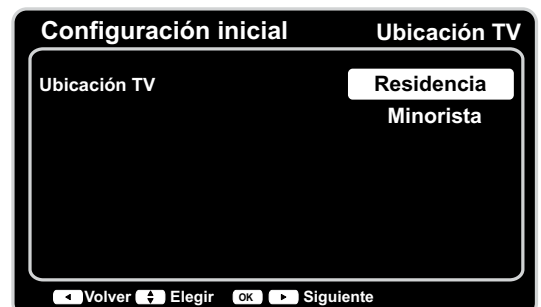 Configuración inicial Ubicación TV
Ubicación TV Residencia
Minorista
Volver Elegir OK Siguiente